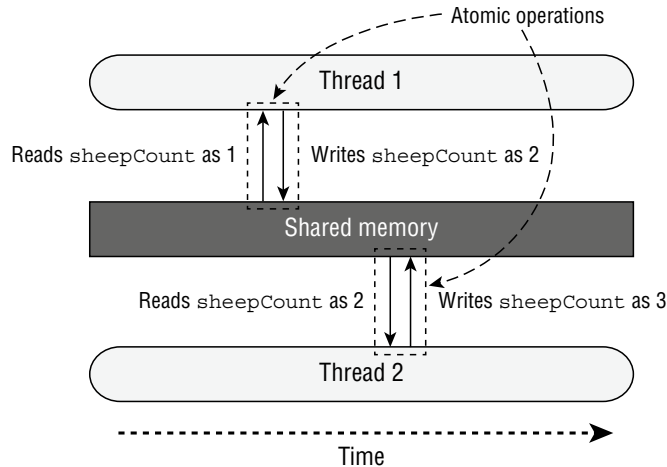 Atomic operations
Thread 1
Reads sheepCount as 1
Writes sheepCount as 2
Shared memory
Reads sheepCount as 2
Writes sheepCount as 3
Thread 2
Time